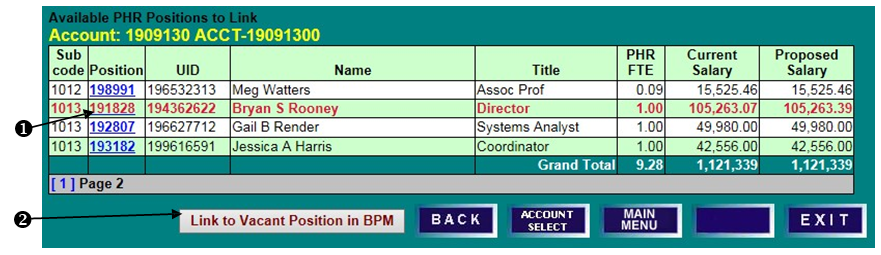 Available PHR Positions to Link
Account: 1909130 ACCT-19091300
Sub code Position UID Name Title PHR FTE Current Salary Proposed Salary
1012 198991 196532313 Meg Watters Assoc Prof 0.09 15,525.46 15,525.46
1013 191828 194362622 Bryan S Rooney Director 1.00 105,263.07 105,263.39
1013 192807 196627712 Gail B Render Systems Analyst 1.00 49,980.00 49,980.00
1013 193182 199616591 Jessica A Harris Coordinator 1.00 42,556.00 42,556.00
Grand Total 9.28 1,121,339 1,121,339
[ 1 ] Page 2
❶
❷
Link to Vacant Position in BPM BACK ACCOUNT SELECT MAIN MENU EXIT